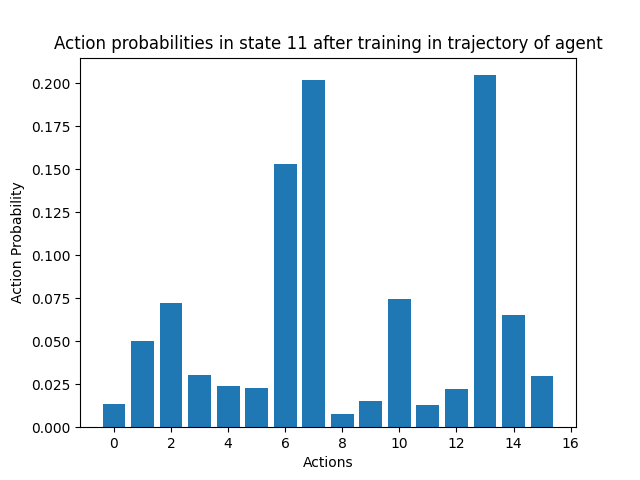 Action probabilities in state 11 after training in trajectory of agent
0.200
0.175
0.150
0.125
0.100
0.075
0.050
0.025
0.000
Action Probability
0 2 4 6 8 10 12 14 16
Actions